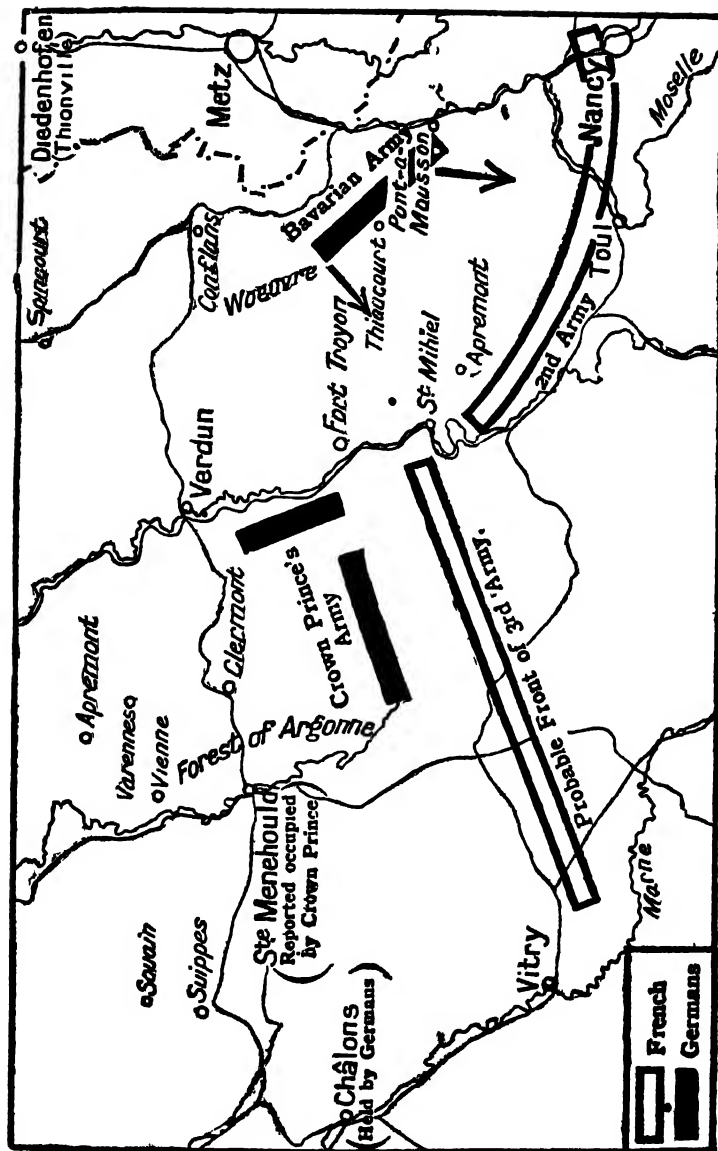 Diedenhofen
(Thionville)
Spincourt
Metz
Conflans
Woeuvre
Bavarian Army
Verdun
Apremont
Varennes
Vienne
Clermont
Forest of Argonne
Souain
Suippes
Ste Menehould
(Reported occupied
by Crown Prince)
Châlons
(Held by Germans)
Crown Prince's
Army
Fort Troyon
Thiaucourt
Pont-à-
Mousson
St. Mihiel
Apremont
Nancy
Moselle
Toul
2nd Army
Probable Front of 3rd Army.
Vitry
Marne
French
Germans